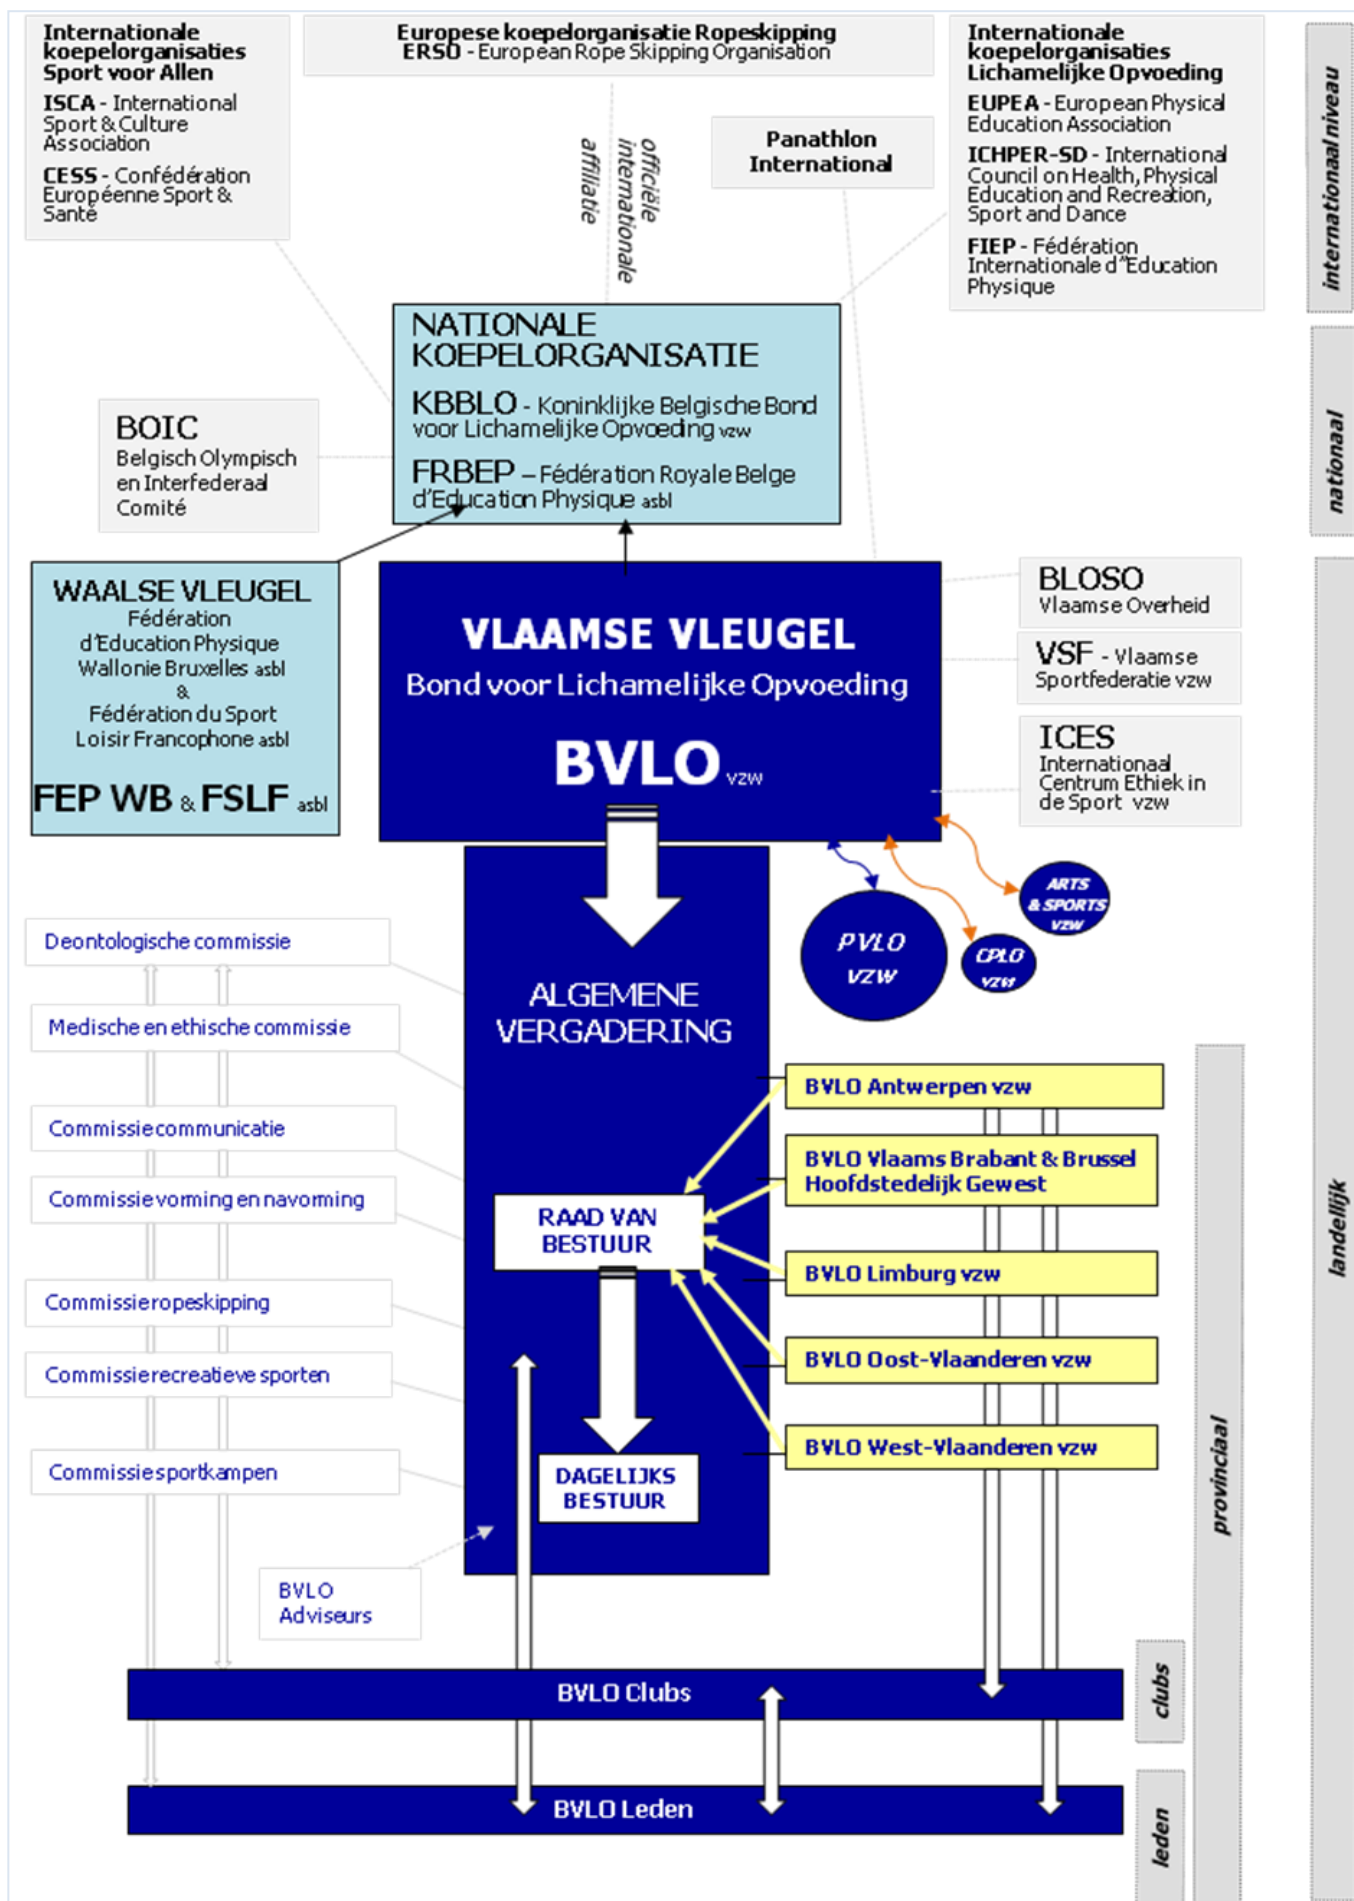 Internationale
koepelorganisaties
Sport voor Allen
ISCA - International
Sport & Culture
Association
CESS - Confédération
Européenne Sport &
Santé
Europese koepelorganisatie Ropeskipping
ERSO - European Rope Skipping Organisation
officiële
internationale
affiliatie
Panathlon
International
Internationale
koepelorganisaties
Lichamelijke Opvoeding
EUPEA - European Physical
Education Association
ICHPER-SD - International
Council on Health, Physical
Education and Recreation,
Sport and Dance
FIEP - Fédération
Internationale d"Education
Physique
internationaal niveau
NATIONALE
KOEPELORGANISATIE
KBBLO - Koninklijke Belgische Bond
voor Lichamelijke Opvoeding vzw
FRBEP – Fédération Royale Belge
d'Education Physique asbl
BOIC
Belgisch Olympisch
en Interfederaal
Comité
nationaal
WAALSE VLEUGEL
Fédération
d'Education Physique
Wallonie Bruxelles asbl
&
Fédération du Sport
Loisir Francophone asbl
FEP WB & FSLF asbl
VLAAMSE VLEUGEL
Bond voor Lichamelijke Opvoeding
BVLO vzw
BLOSO
Vlaamse Overheid
VSF - Vlaamse
Sportfederatie vzw
ICES
Internationaal
Centrum Ethiek in
de Sport vzw
PVLO
VZW
CPLO
VZW
ARTS
& SPORTS
VZW
landelijk
ALGEMENE
VERGADERING
Deontologische commissie
Medische en ethische commissie
Commissie communicatie
Commissie vorming en navorming
Commissie ropeskipping
Commissie recreatieve sporten
Commissie sportkampen
BVLO
Adviseurs
RAAD VAN
BESTUUR
DAGELIJKS
BESTUUR
BVLO Antwerpen vzw
BVLO Vlaams Brabant & Brussel
Hoofdstedelijk Gewest
BVLO Limburg vzw
BVLO Oost-Vlaanderen vzw
BVLO West-Vlaanderen vzw
provinciaal
BVLO Clubs
clubs
BVLO Leden
leden